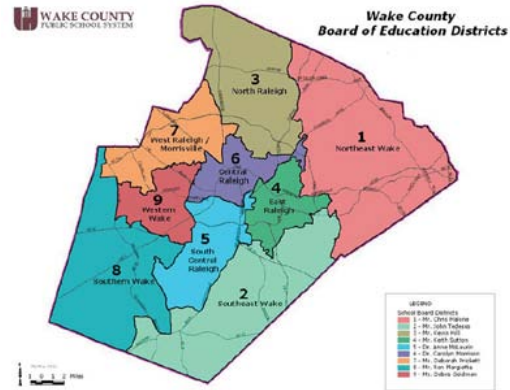 WAKE COUNTY
PUBLIC SCHOOL SYSTEM
Wake County
Board of Education Districts
3
North Raleigh
1
Northeast Wake
7
West Raleigh /
Morrisville
6
Central
Raleigh
4
East
Raleigh
9
Western
Wake
5
South
Central
Raleigh
8
Southern Wake
2
Southeast Wake
Miles
LEGEND
School Board Districts
1 - Mr. Chris Malone
2 - Mr. John Tedesco
3 - Mr. Kevin Hill
4 - Mr. Keith Sutton
5 - Dr. Anne McLaurin
6 - Dr. Carolyn Morrison
7 - Ms. Deborah Prickett
8 - Mr. Ron Margiotta
9 - Ms. Debra Goldman